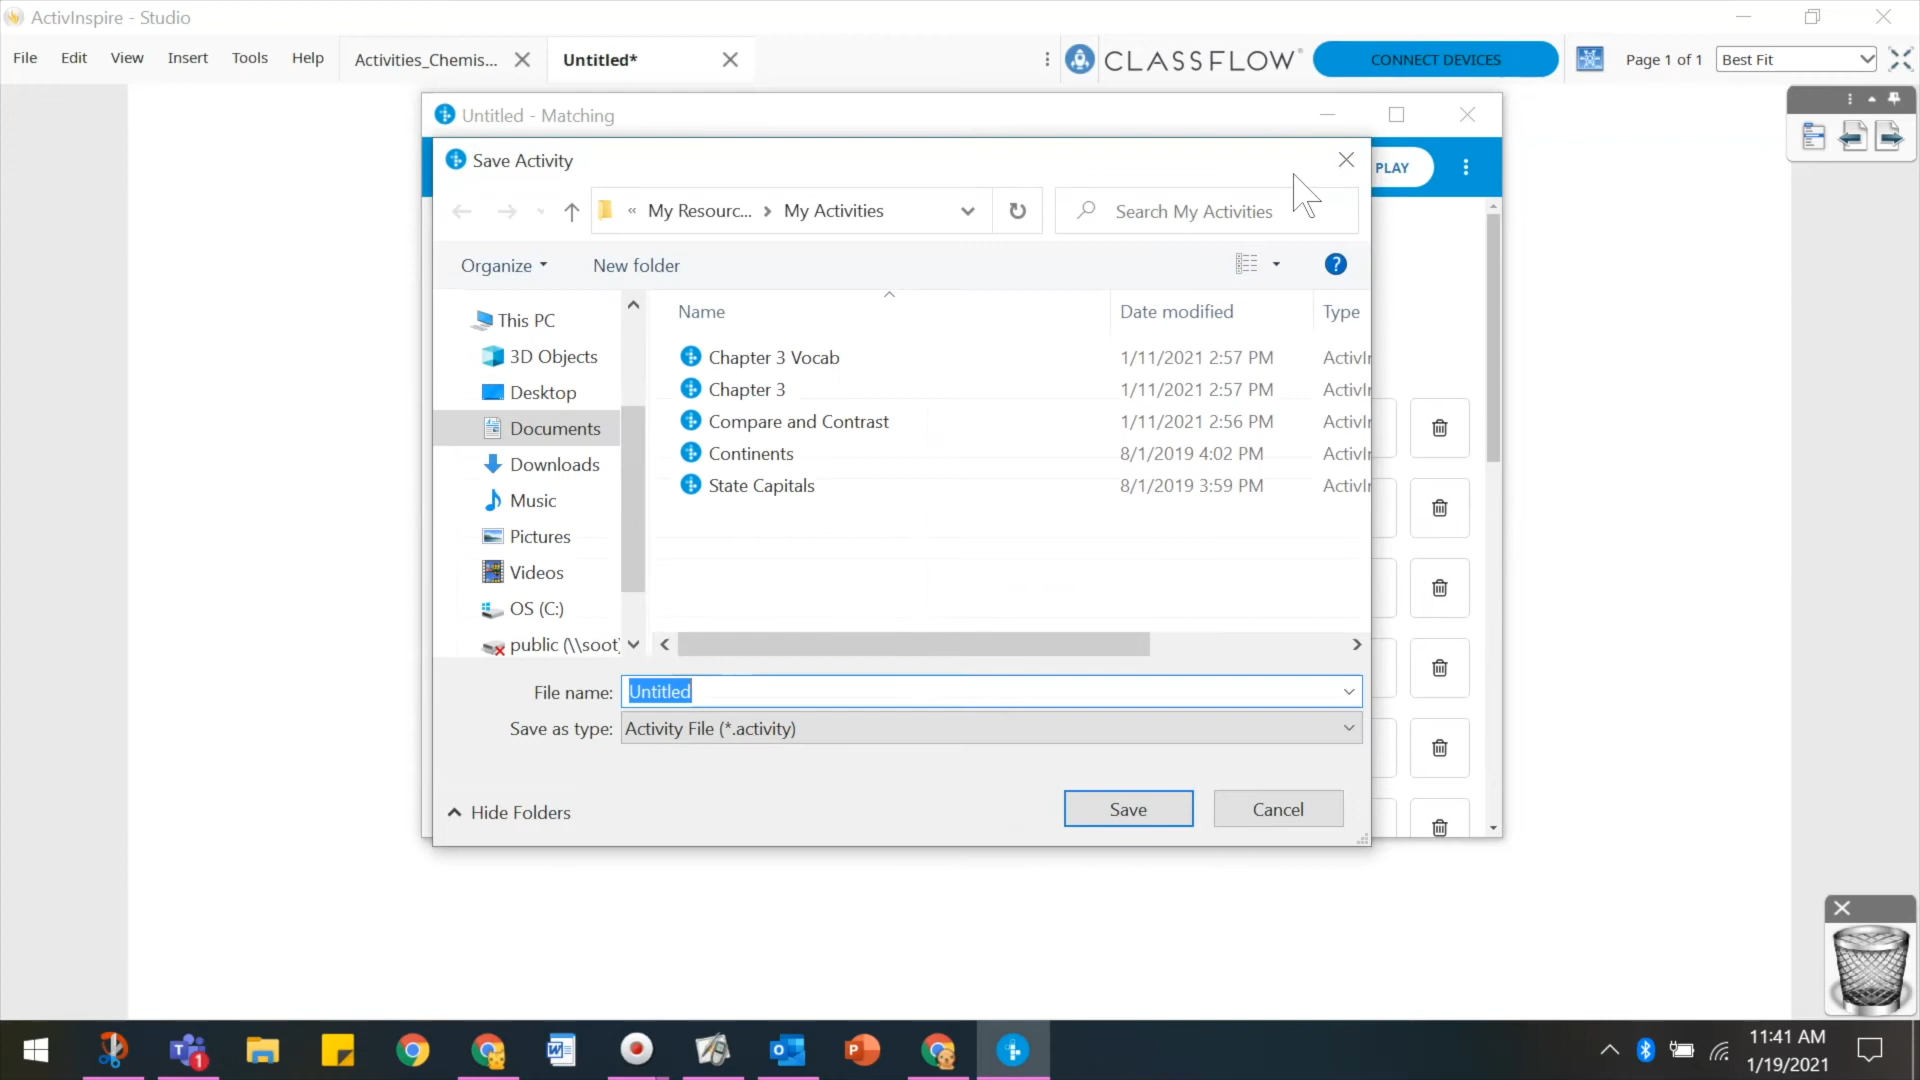 ActivInspire - Studio
File Edit View Insert Tools Help Activities_Chemis... Untitled* CLASSFLOW® CONNECT DEVICES Page 1 of 1 Best Fit
Untitled - Matching
Save Activity
PLAY
« My Resourc... My Activities Search My Activities
Organize New folder ?
Name Date modified Type
This PC
3D Objects
Desktop
Documents
Downloads
Music
Pictures
Videos
OS (C:)
public (\\soot
Chapter 3 Vocab 1/11/2021 2:57 PM ActivIn
Chapter 3 1/11/2021 2:57 PM ActivIn
Compare and Contrast 1/11/2021 2:56 PM ActivIn
Continents 8/1/2019 4:02 PM ActivIn
State Capitals 8/1/2019 3:59 PM ActivIn
File name: Untitled
Save as type: Activity File (*.activity)
Hide Folders Save Cancel
11:41 AM
1/19/2021